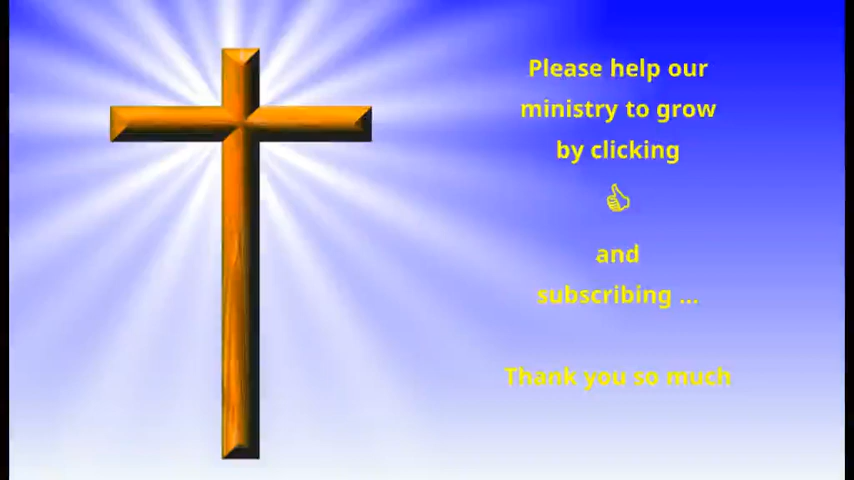 Please help our
ministry to grow
by clicking
👍
and
subscribing ...
Thank you so much